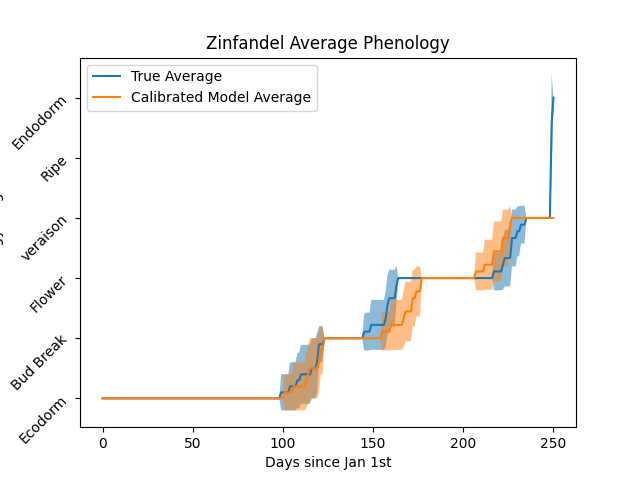 Zinfandel Average Phenology
True Average
Calibrated Model Average
Endodorm
Ripe
veraison
Flower
Bud Break
Ecodorm
0 50 100 150 200 250
Days since Jan 1st